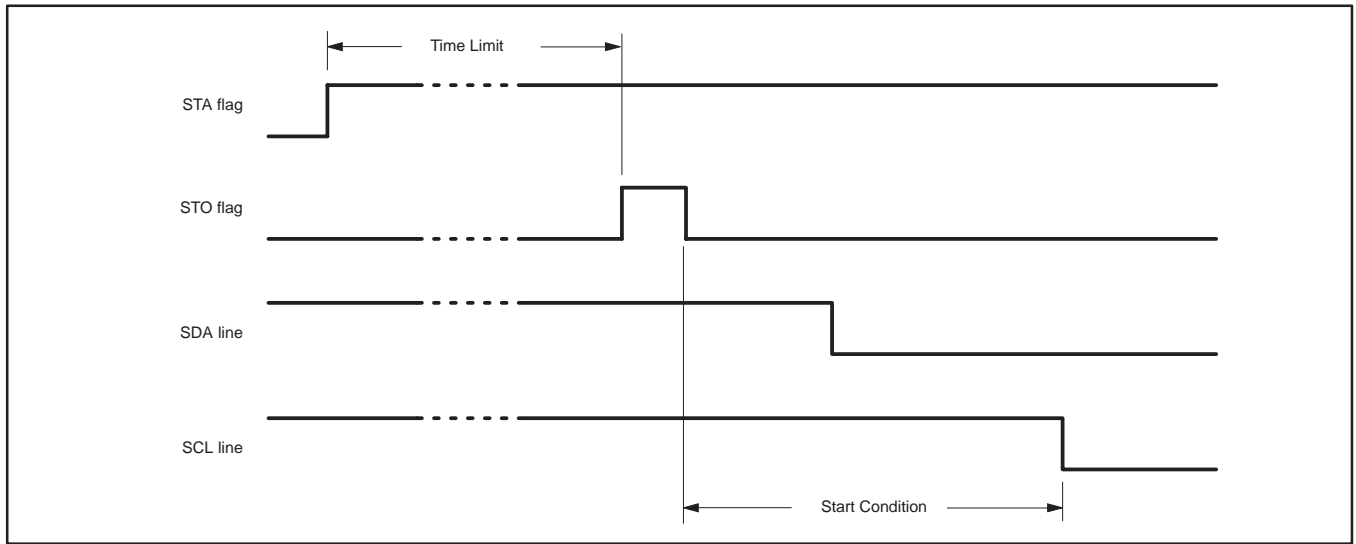 Time Limit
STA flag
STO flag
SDA line
SCL line
Start Condition